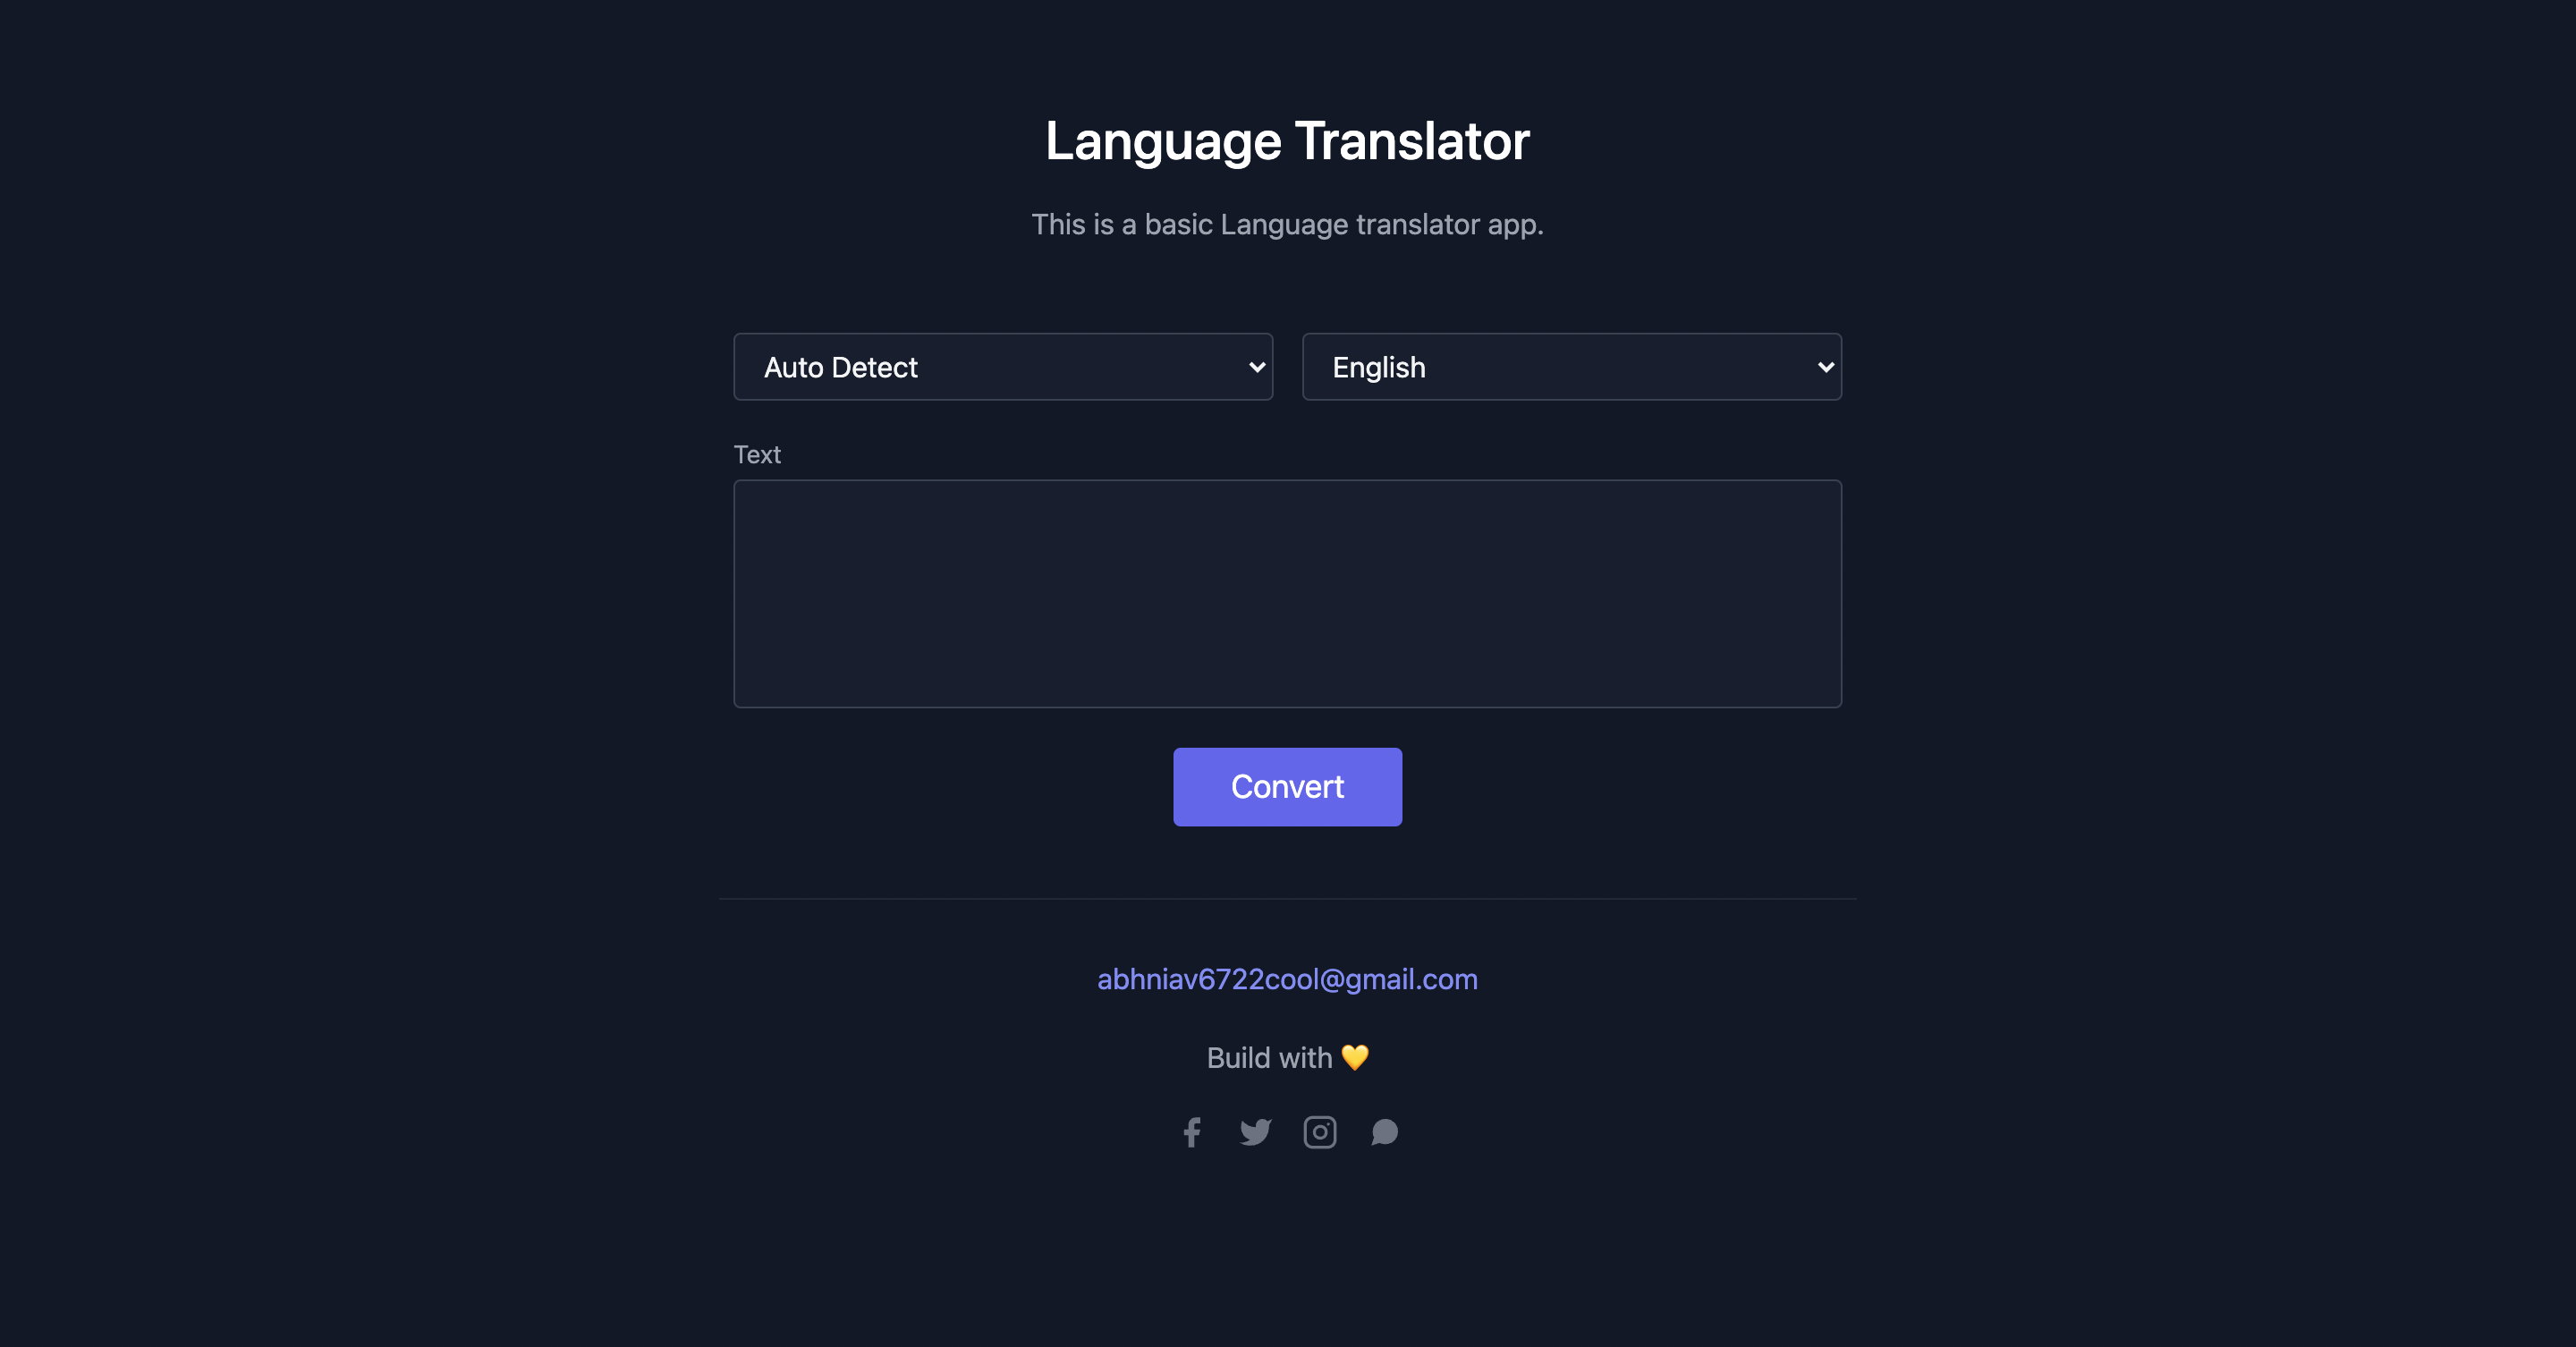 Language Translator
This is a basic Language translator app.
Auto Detect English
Text
Convert
abhniav6722cool@gmail.com
Build with 💛